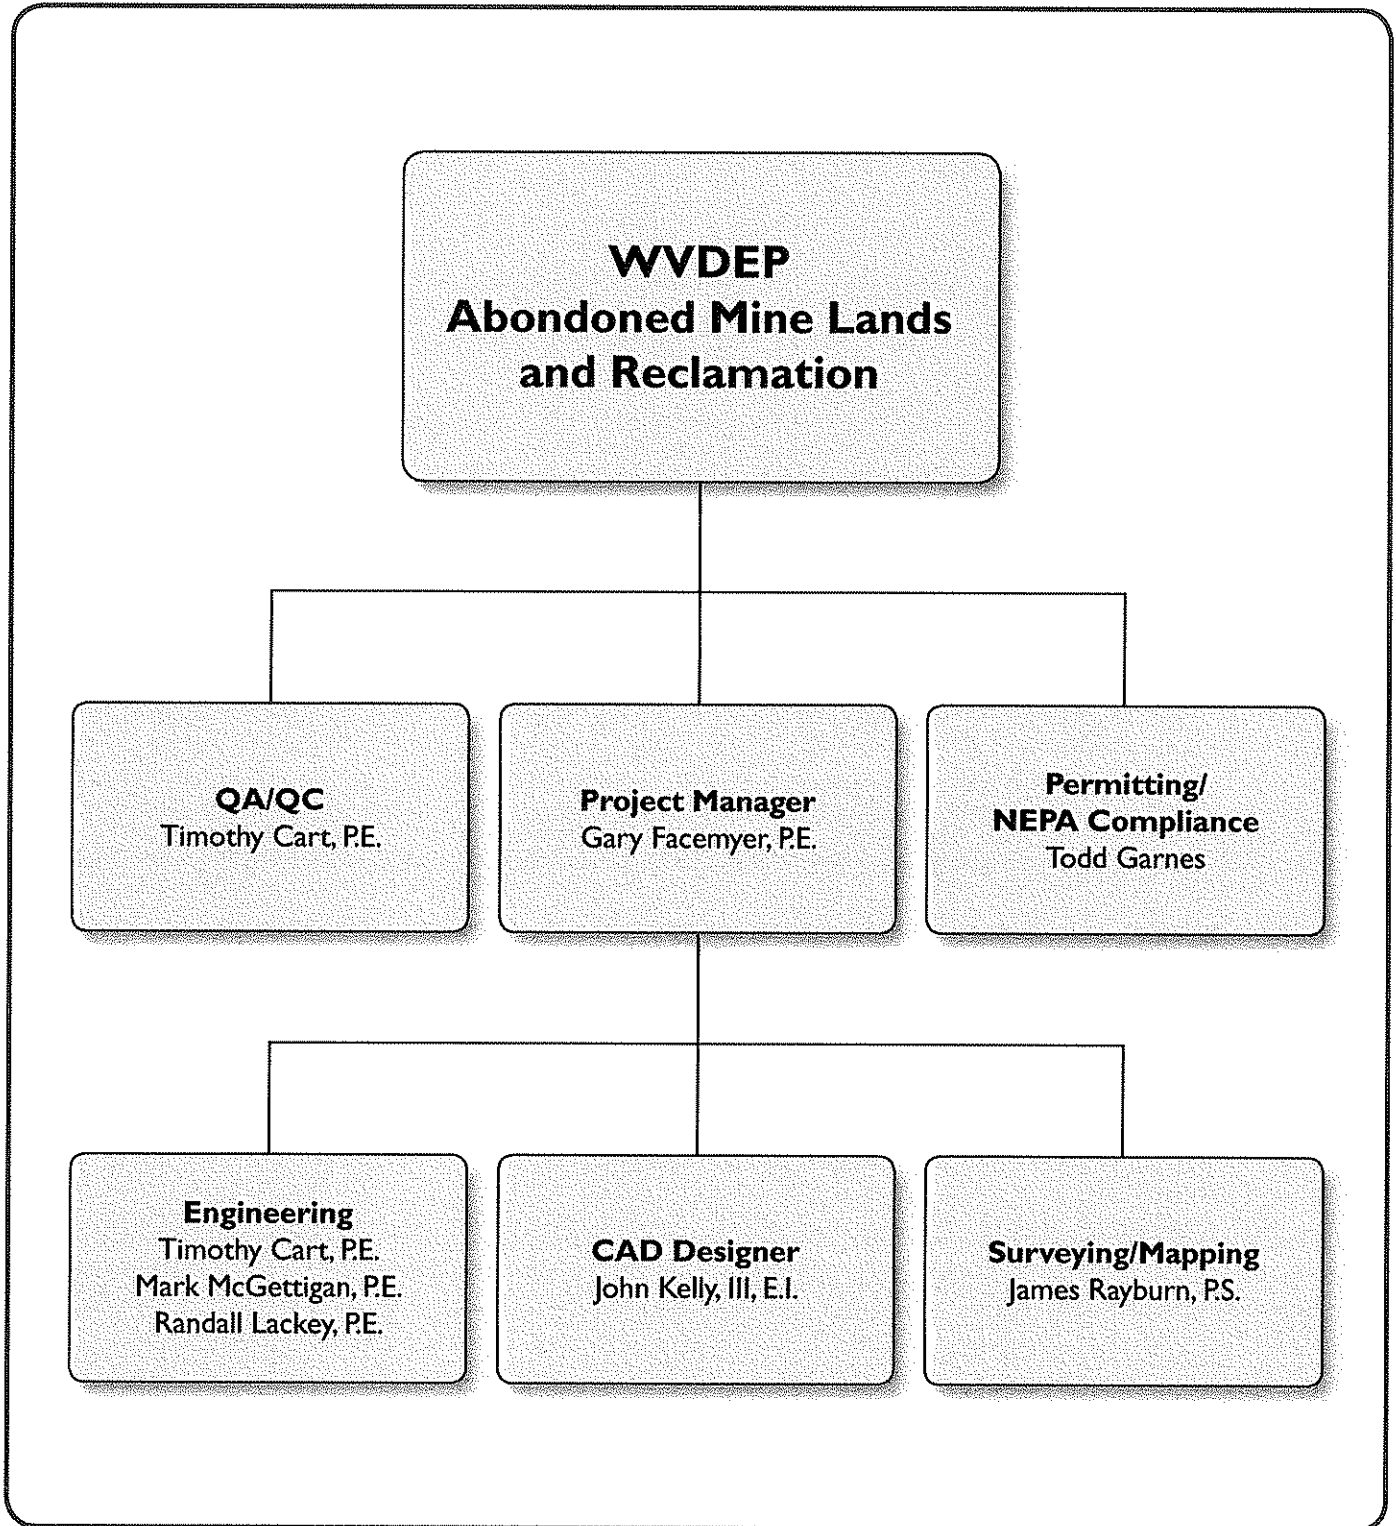 WVDEP
Abondoned Mine Lands
and Reclamation
QA/QC
Timothy Cart, P.E.
Project Manager
Gary Facemyer, P.E.
Permitting/
NEPA Compliance
Todd Garnes
Engineering
Timothy Cart, P.E.
Mark McGettigan, P.E.
Randall Lackey, P.E.
CAD Designer
John Kelly, III, E.I.
Surveying/Mapping
James Rayburn, P.S.